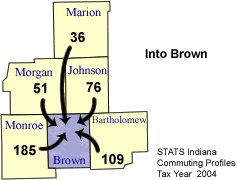 Marion
36
Into Brown
Morgan Johnson
51 76
Monroe Bartholomew
185
Brown 109
STATS Indiana
Commuting Profiles
Tax Year 2004